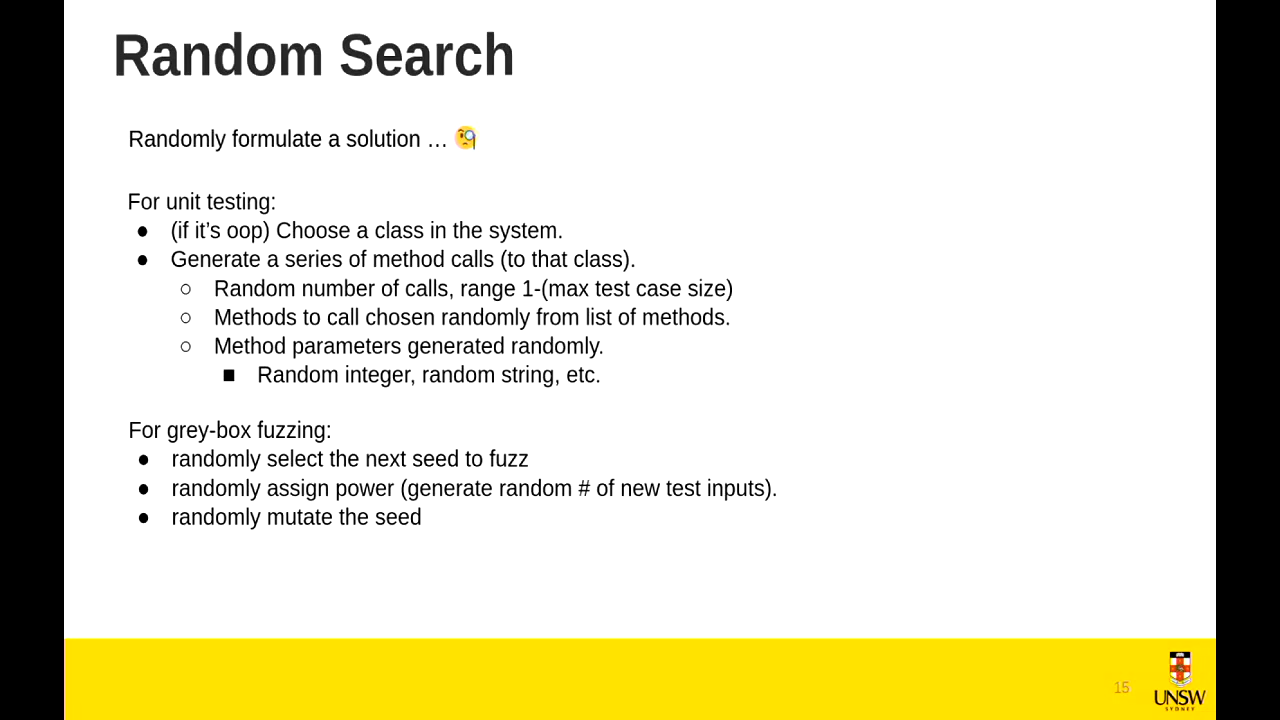 Random Search
Randomly formulate a solution … 🧐
For unit testing:
● (if it’s oop) Choose a class in the system.
● Generate a series of method calls (to that class).
○ Random number of calls, range 1-(max test case size)
○ Methods to call chosen randomly from list of methods.
○ Method parameters generated randomly.
■ Random integer, random string, etc.
For grey-box fuzzing:
● randomly select the next seed to fuzz
● randomly assign power (generate random # of new test inputs).
● randomly mutate the seed
15
UNSW
SYDNEY